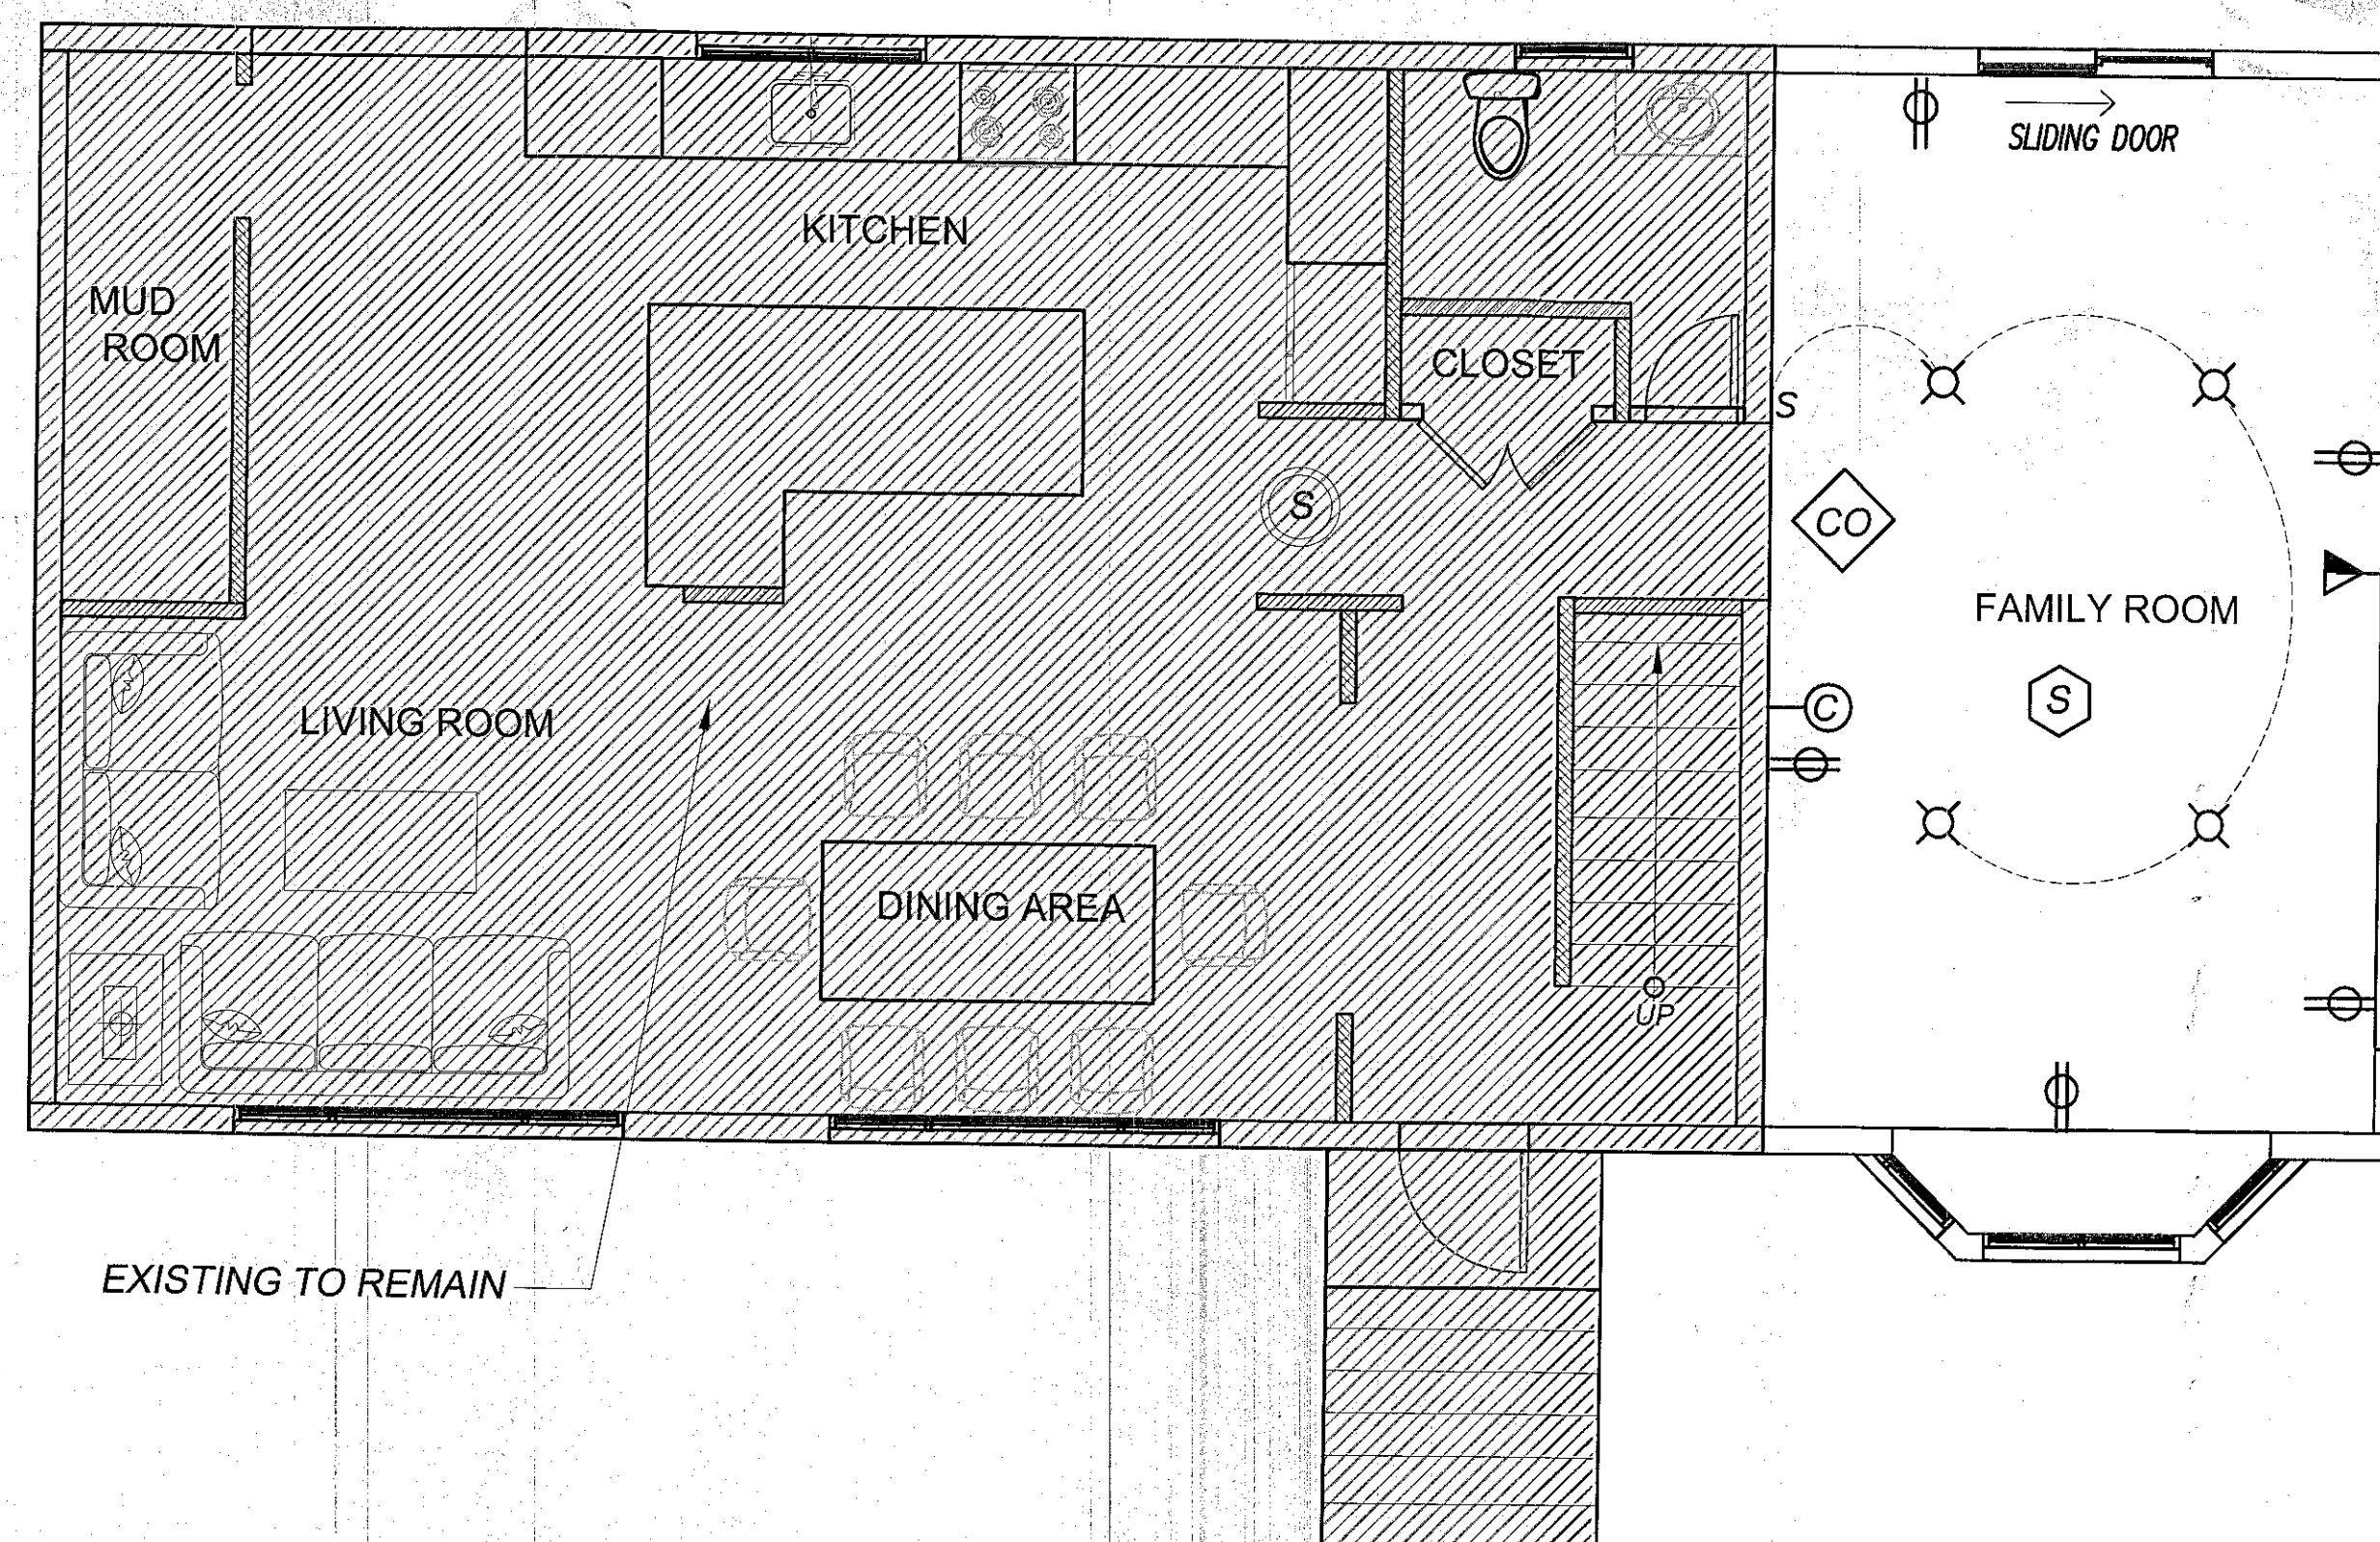 SLIDING DOOR
KITCHEN
MUD
ROOM
CLOSET
S
S
CO
FAMILY ROOM
S
C
LIVING ROOM
DINING AREA
UP
EXISTING TO REMAIN